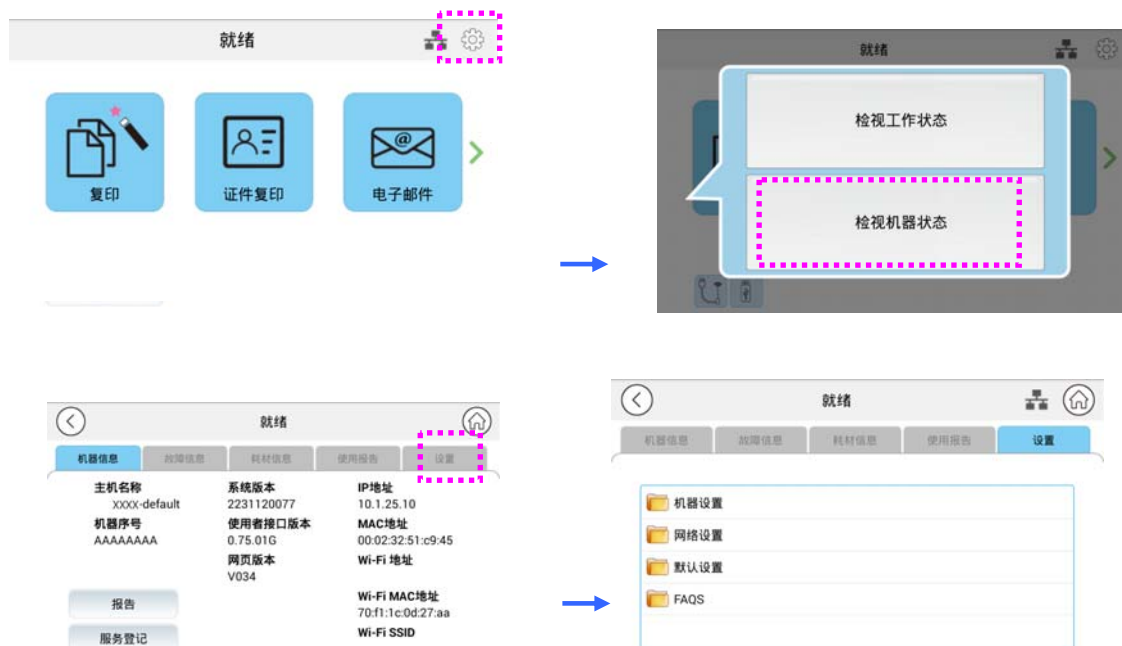 就绪
复印
证件复印
电子邮件
就绪
检视工作状态
检视机器状态
就绪
机器信息 故障信息 耗材信息 使用报告 设置
主机名称
xxxx-default
机器序号
AAAAAAAA
报告
服务登记
系统版本
2231120077
使用者接口版本
0.75.01G
网页版本
V034
IP地址
10.1.25.10
MAC地址
00:02:32:51:c9:45
Wi-Fi 地址
Wi-Fi MAC地址
70:f1:1c:0d:27:aa
Wi-Fi SSID
就绪
机器信息 故障信息 耗材信息 使用报告 设置
机器设置
网络设置
默认设置
FAQS